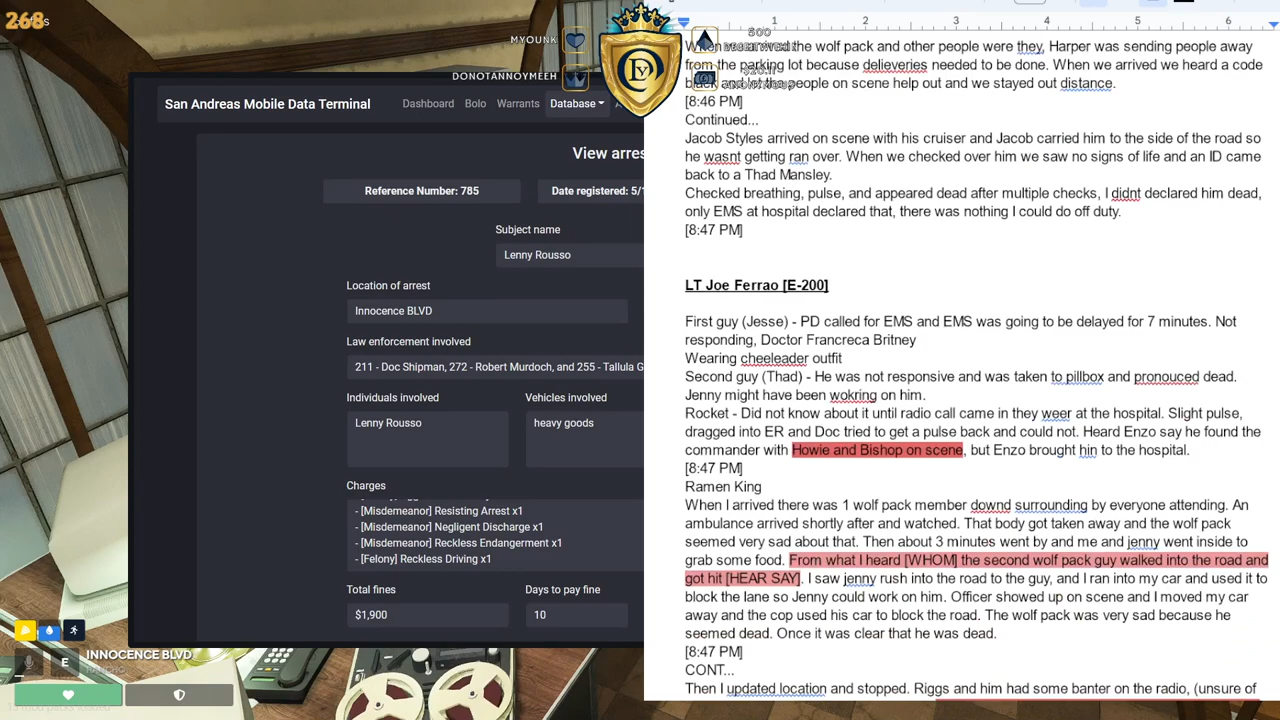 268
MYOUNK
DONOTANNOYMEEH
DY
500
San Andreas Mobile Data Terminal
Dashboard
Bolo
Warrants
Database
View arres
Reference Number: 785
Date registered: 5/1
Subject name
Lenny Rousso
Location of arrest
Innocence BLVD
Law enforcement involved
211 - Doc Shipman, 272 - Robert Murdoch, and 255 - Tallula G
Individuals involved
Vehicles involved
Lenny Rousso
heavy goods
Charges
- [Misdemeanor] Resisting Arrest x1
- [Misdemeanor] Negligent Discharge x1
- [Misdemeanor] Reckless Endangerment x1
- [Felony] Reckless Driving x1
Total fines
Days to pay fine
$1,900
10
E
INNOCENCE BLVD
1 2 3 4 5 6
the wolf pack and other people were they, Harper was sending people away
from the parking lot because delieveries needed to be done. When we arrived we heard a code
black and let the people on scene help out and we stayed out distance.
[8:46 PM]
Continued...
Jacob Styles arrived on scene with his cruiser and Jacob carried him to the side of the road so
he wasnt getting ran over. When we checked over him we saw no signs of life and an ID came
back to a Thad Mansley.
Checked breathing, pulse, and appeared dead after multiple checks, I didnt declared him dead,
only EMS at hospital declared that, there was nothing I could do off duty.
[8:47 PM]
LT Joe Ferrao [E-200]
First guy (Jesse) - PD called for EMS and EMS was going to be delayed for 7 minutes. Not
responding, Doctor Francreca Britney
Wearing cheeleader outfit
Second guy (Thad) - He was not responsive and was taken to pillbox and pronouced dead.
Jenny might have been wokring on him.
Rocket - Did not know about it until radio call came in they weer at the hospital. Slight pulse,
dragged into ER and Doc tried to get a pulse back and could not. Heard Enzo say he found the
commander with Howie and Bishop on scene, but Enzo brought hin to the hospital.
[8:47 PM]
Ramen King
When I arrived there was 1 wolf pack member downd surrounding by everyone attending. An
ambulance arrived shortly after and watched. That body got taken away and the wolf pack
seemed very sad about that. Then about 3 minutes went by and me and jenny went inside to
grab some food. From what I heard [WHOM] the second wolf pack guy walked into the road and
got hit [HEAR SAY]. I saw jenny rush into the road to the guy, and I ran into my car and used it to
block the lane so Jenny could work on him. Officer showed up on scene and I moved my car
away and the cop used his car to block the road. The wolf pack was very sad because he
seemed dead. Once it was clear that he was dead.
[8:47 PM]
CONT...
Then I updated location and stopped. Riggs and him had some banter on the radio, (unsure of